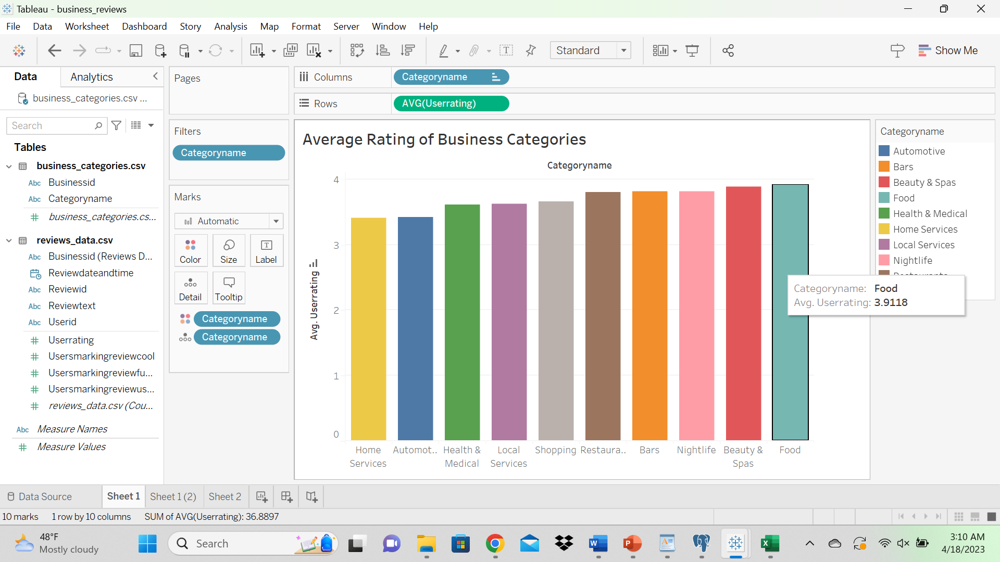 Tableau - business_reviews
File Data Worksheet Dashboard Story Analysis Map Format Server Window Help
Standard
Show Me
Data
Analytics
business_categories.csv ...
Search
Tables
business_categories.csv
Abc Businessid
Abc Categoryname
business_categories.cs...
reviews_data.csv
Abc Businessid (Reviews D...
Reviewdateandtime
Abc Reviewid
Abc Reviewtext
Abc Userid
Userrating
Usersmarkingreviewcool
Usersmarkingreviewfu...
Usersmarkingreviewus...
reviews_data.csv (Cou...
Abc Measure Names
Measure Values
Pages
Filters
Categoryname
Marks
Automatic
Color
Size
Label
Detail
Tooltip
Categoryname
Categoryname
Columns
Categoryname
Rows
AVG(Userrating)
Average Rating of Business Categories
Categoryname
Avg. Userrating
4
3
2
1
0
Home Services
Automot..
Health & Medical
Local Services
Shopping
Restaura..
Bars
Nightlife
Beauty & Spas
Food
Categoryname
Automotive
Bars
Beauty & Spas
Food
Health & Medical
Home Services
Local Services
Nightlife
Categoryname: Food
Avg. Userrating: 3.9118
Data Source
Sheet 1
Sheet 1 (2)
Sheet 2
10 marks 1 row by 10 columns SUM of AVG(Userrating): 36.8897
48°F
Mostly cloudy
Search
3:10 AM
4/18/2023